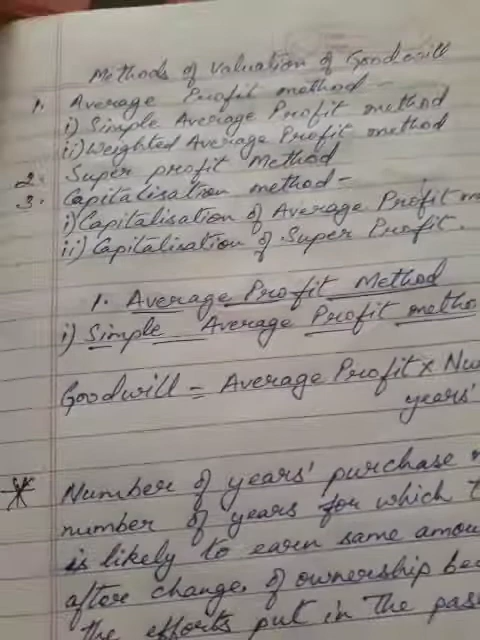 Methods of Valuation of Goodwill
1. Average Profit method -
i) Simple Average Profit method
ii) Weighted Average Profit method
2. Super profit Method
3. Capitalisation method -
i) Capitalisation of Average Profit
ii) Capitalisation of Super Profit.
1. Average Profit Method
i) Simple Average Profit metho
Goodwill = Average Profit x Nu
years'
Number of years' purchase
number of years for which t
is likely to earn same amou
after change of ownership bec
the efforts put in the pas